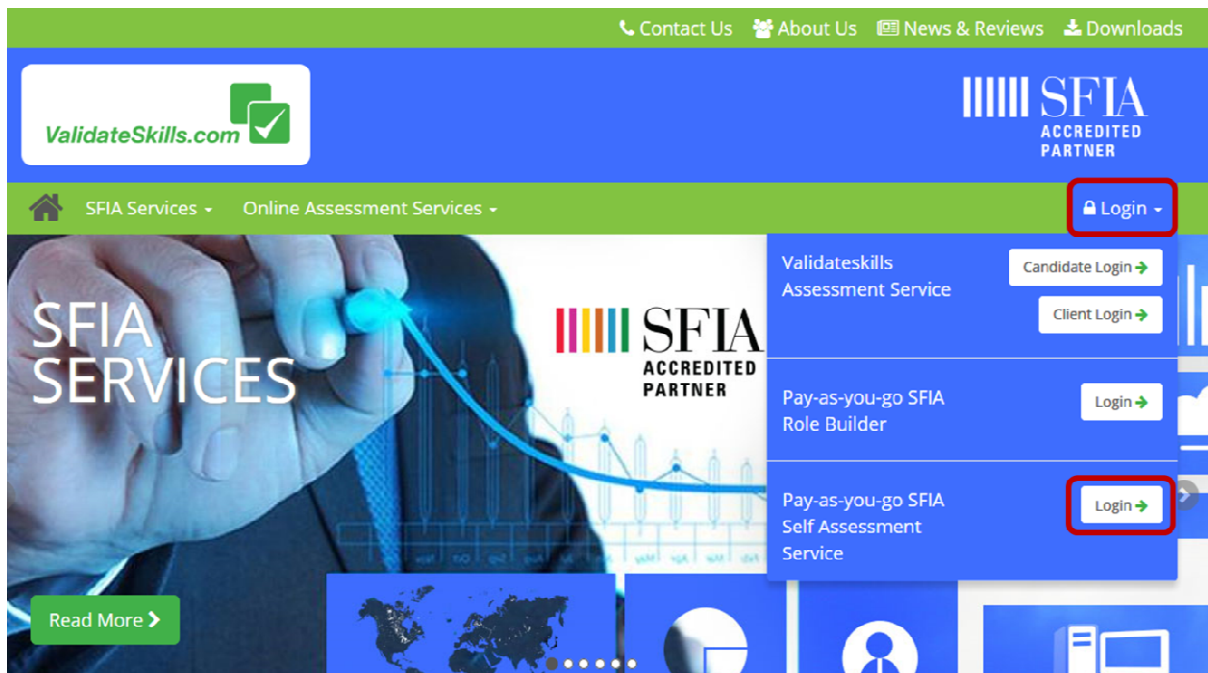 Contact Us About Us News & Reviews Downloads
ValidateSkills.com
SFIA
ACCREDITED
PARTNER
SFIA Services Online Assessment Services Login
Validateskills
Assessment Service
Candidate Login
Client Login
SFIA
SERVICES
SFIA
ACCREDITED
PARTNER
Pay-as-you-go SFIA
Role Builder
Login
Pay-as-you-go SFIA
Self Assessment
Service
Login
Read More